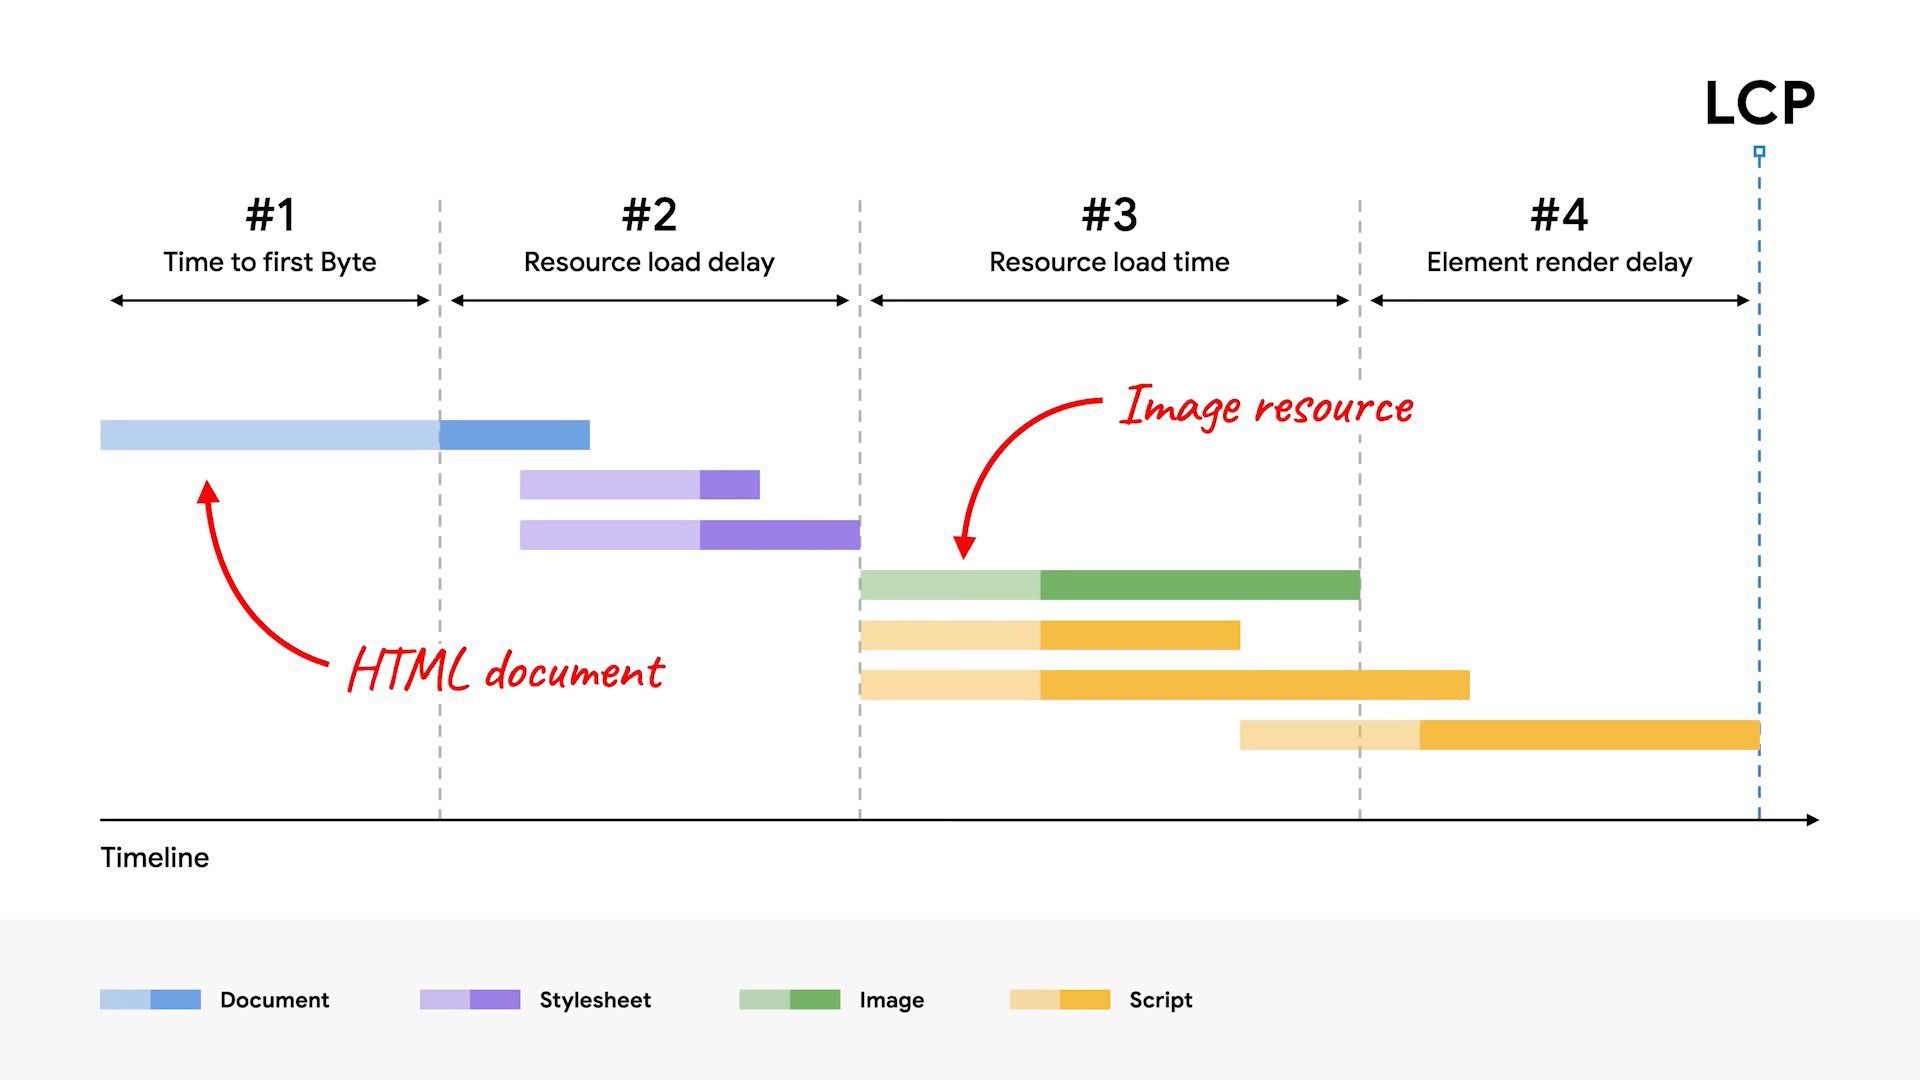 LCP
#1
Time to first Byte
#2
Resource load delay
#3
Resource load time
#4
Element render delay
Image resource
HTML document
Timeline
Document
Stylesheet
Image
Script